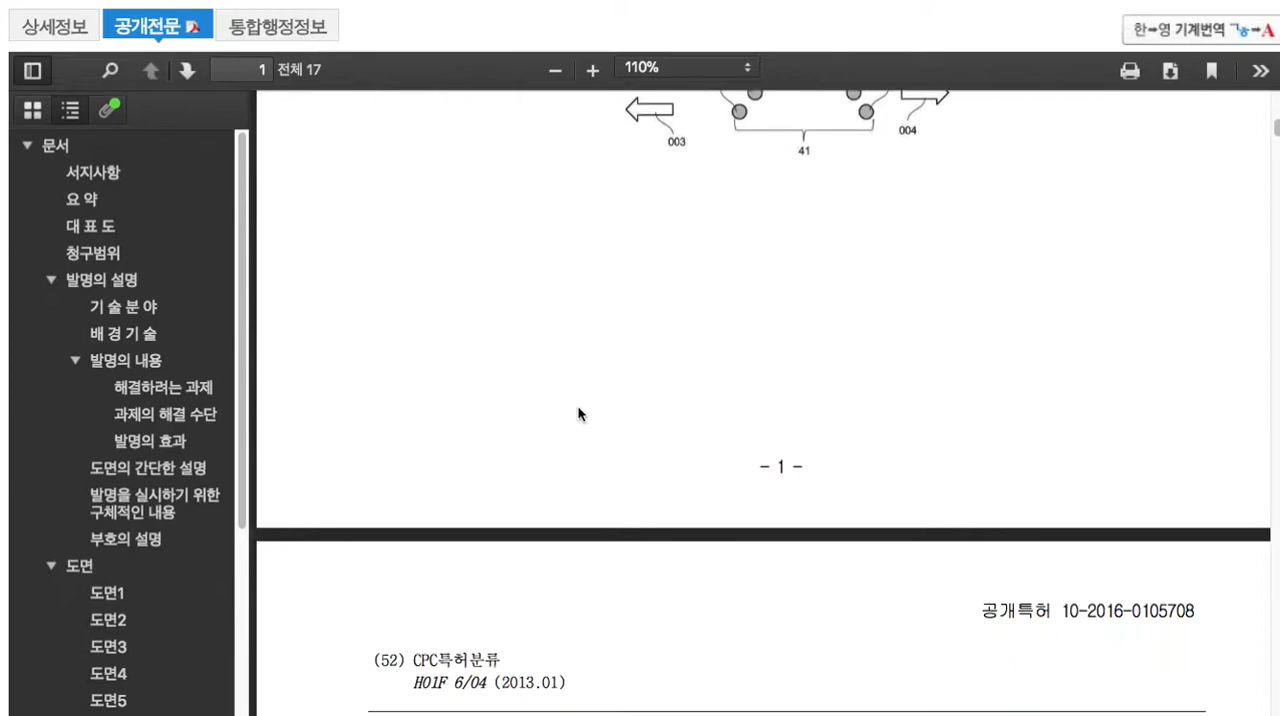 상세정보
공개전문
통합행정정보
한➡영 기계번역 ㄱㅎ➡A
1 전체 17
110%
003
004
41
문서
서지사항
요 약
대 표 도
청구범위
발명의 설명
기 술 분 야
배 경 기 술
발명의 내용
해결하려는 과제
과제의 해결 수단
발명의 효과
도면의 간단한 설명
발명을 실시하기 위한
구체적인 내용
부호의 설명
도면
도면1
도면2
도면3
도면4
도면5
- 1 -
공개특허 10-2016-0105708
(52) CPC특허분류
H01F 6/04 (2013.01)